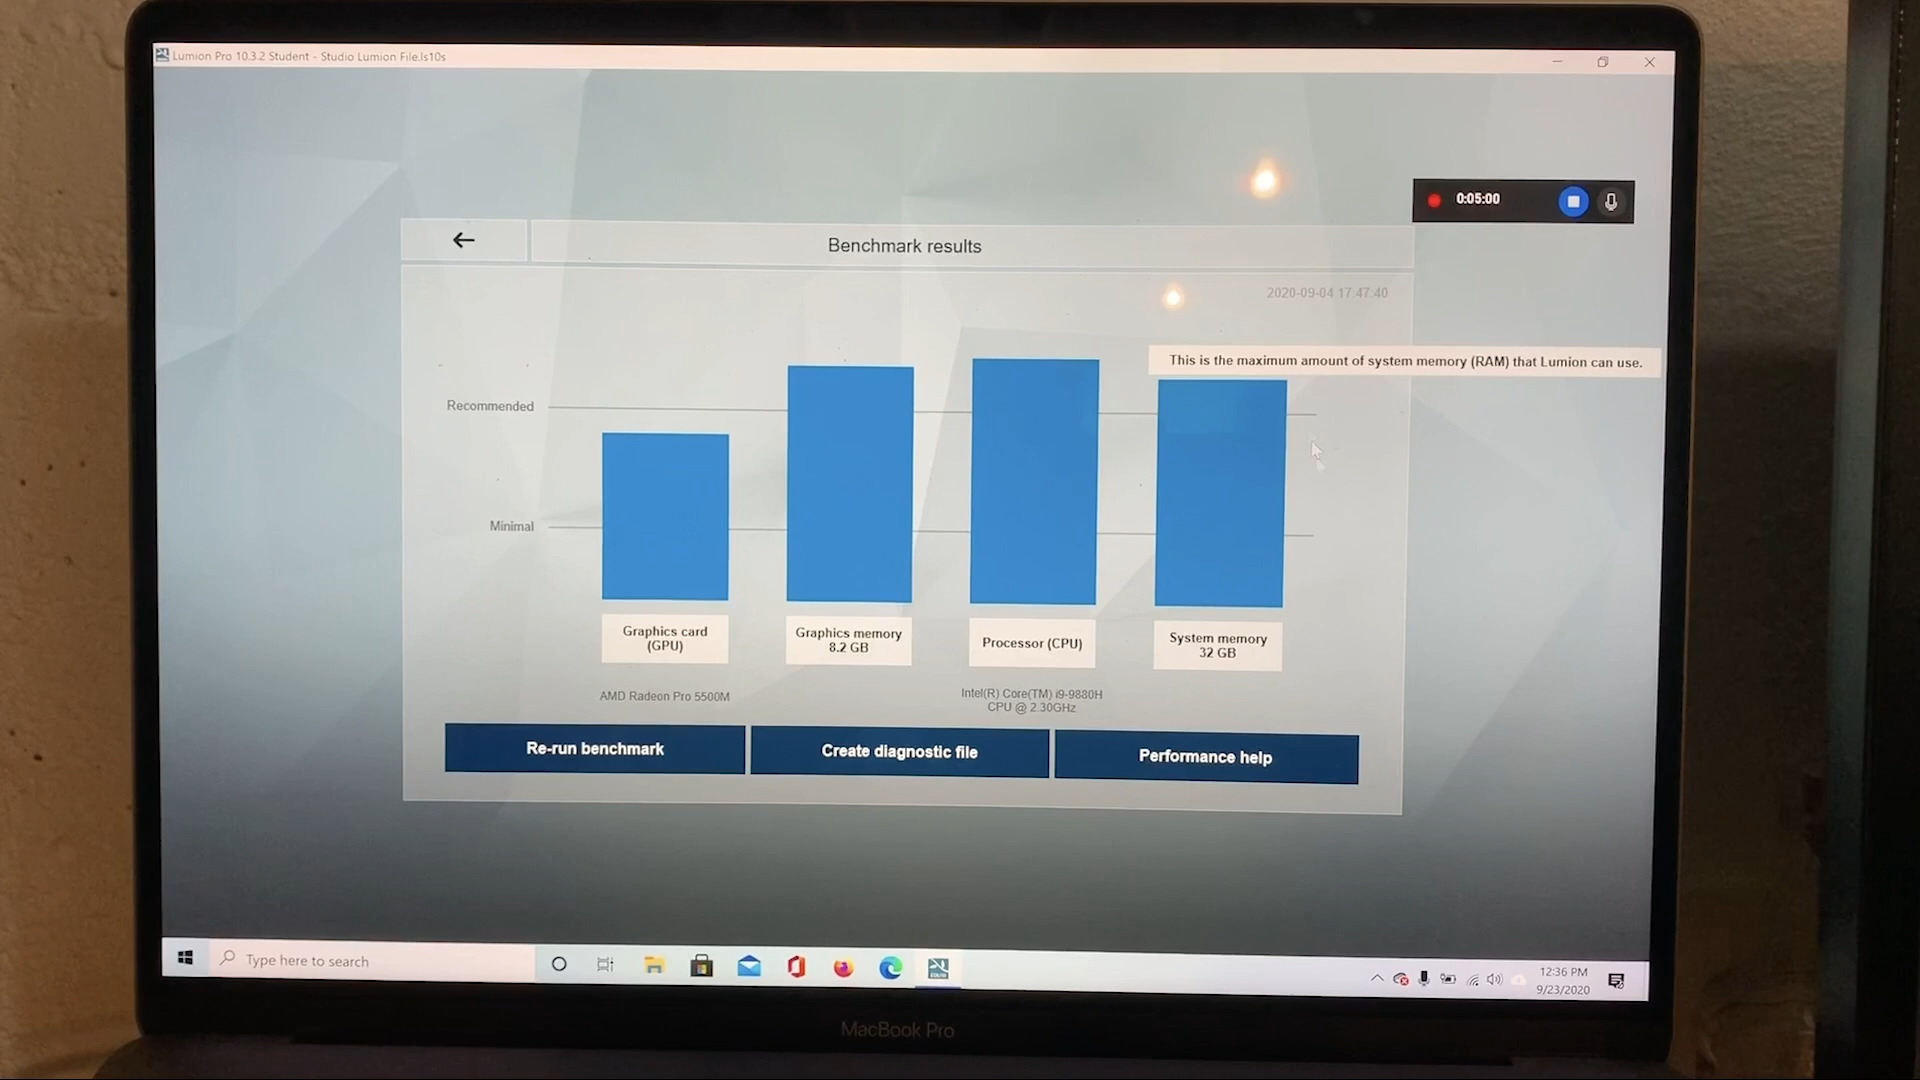 Lumion Pro 10.3.2 Student - Studio Lumion File.ls10s
0:05:00
Benchmark results
2020-09-04 17:47:40
This is the maximum amount of system memory (RAM) that Lumion can use.
Recommended
Minimal
Graphics card
(GPU)
Graphics memory
8.2 GB
Processor (CPU)
System memory
32 GB
AMD Radeon Pro 5500M
Intel(R) Core(TM) i9-9880H
CPU @ 2.30GHz
Re-run benchmark
Create diagnostic file
Performance help
Type here to search
12:36 PM
9/23/2020
MacBook Pro